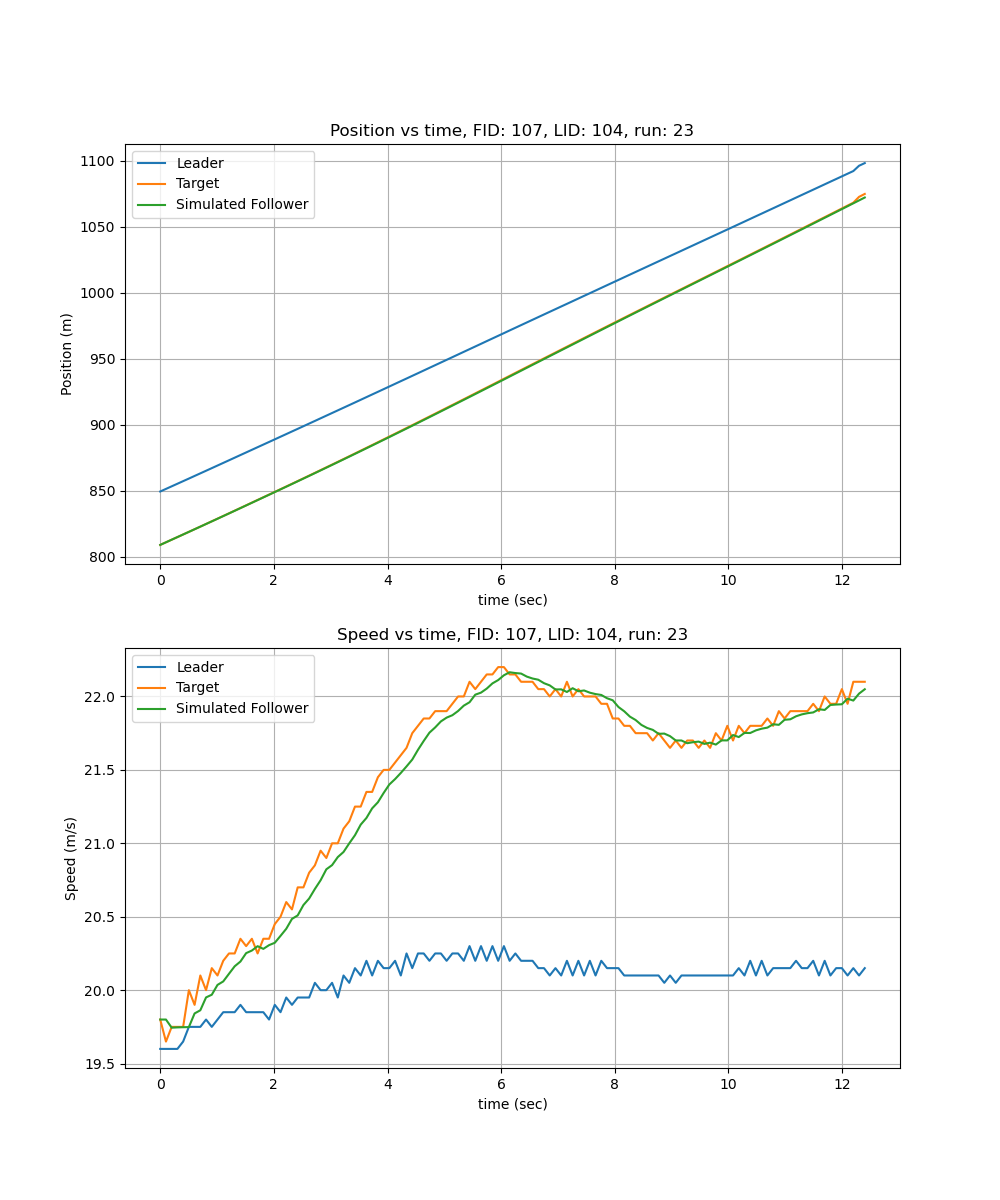 Position vs time, FID: 107, LID: 104, run: 23
Leader
Target
Simulated Follower
1100
1050
1000
950
900
850
800
Position (m)
0 2 4 6 8 10 12
time (sec)
Speed vs time, FID: 107, LID: 104, run: 23
Leader
Target
Simulated Follower
22.0
21.5
21.0
20.5
20.0
19.5
Speed (m/s)
0 2 4 6 8 10 12
time (sec)